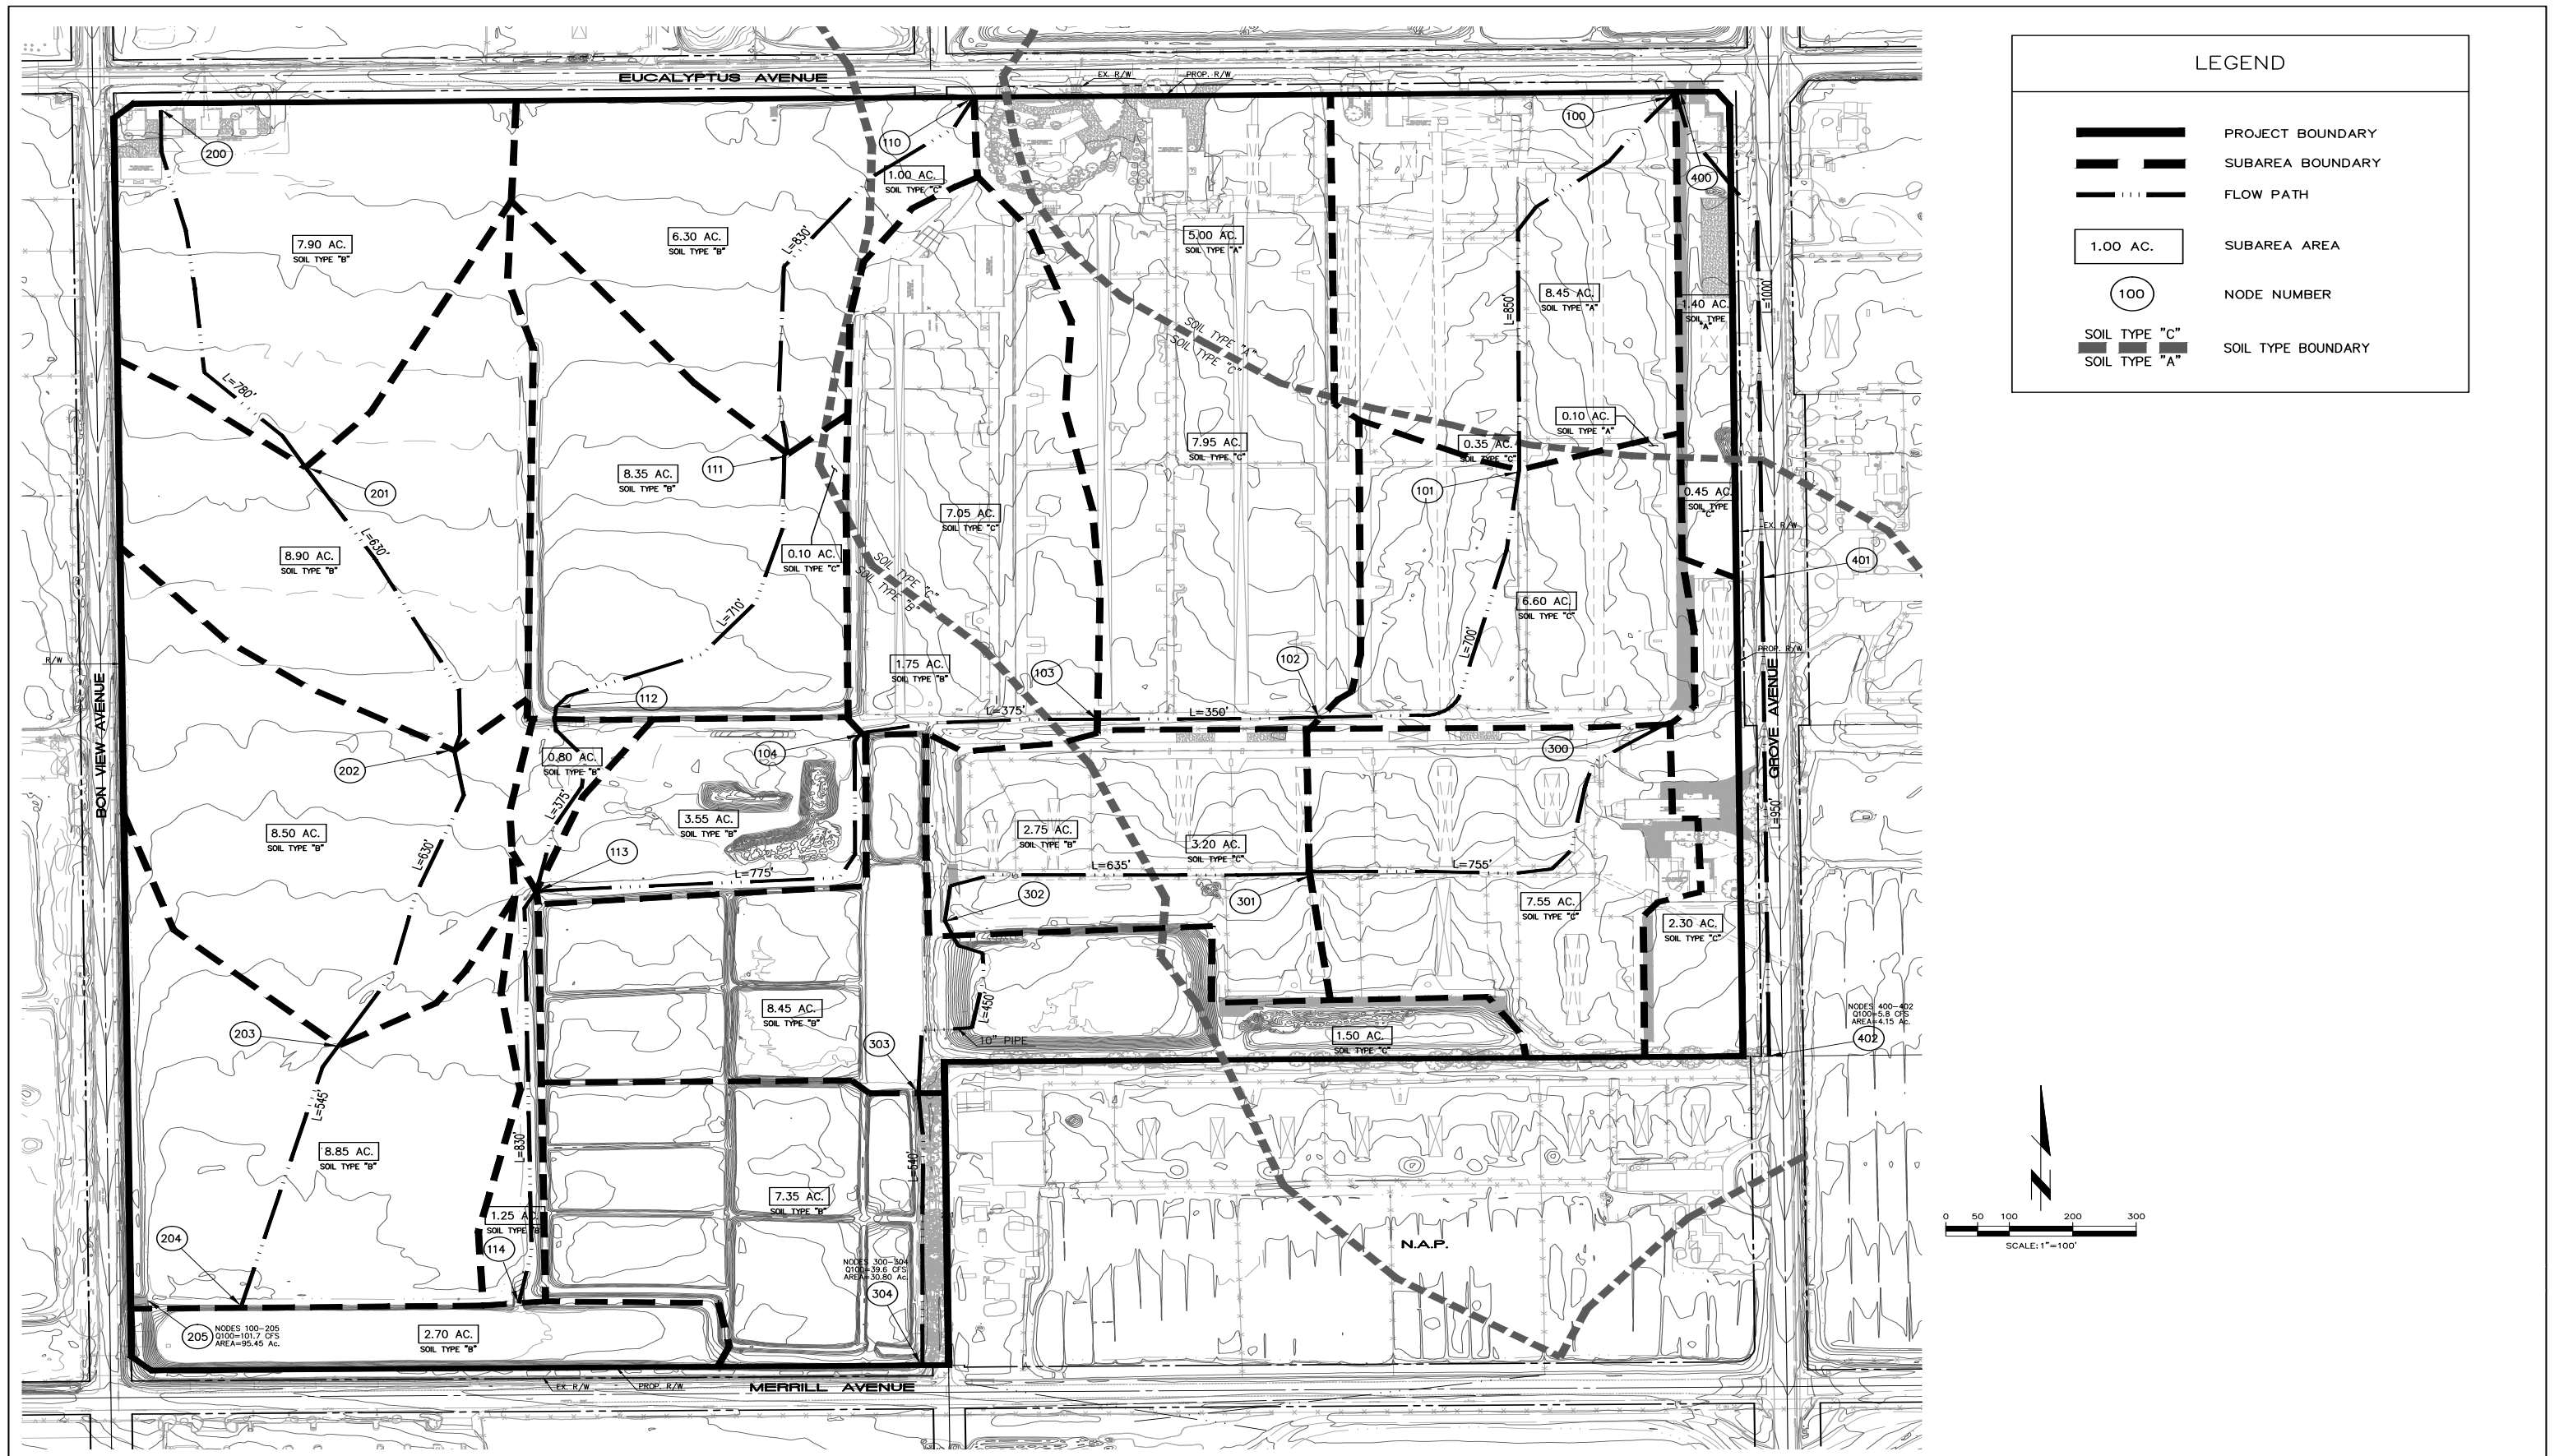 EUCALYPTUS AVENUE
EX. R/W
PROP. R/W
LEGEND
PROJECT BOUNDARY
SUBAREA BOUNDARY
FLOW PATH
1.00 AC.
SUBAREA AREA
100
NODE NUMBER
SOIL TYPE "C"
SOIL TYPE "A"
SOIL TYPE BOUNDARY
200
110
100
400
1.00 AC.
SOIL TYPE "C"
7.90 AC.
SOIL TYPE "B"
6.30 AC.
SOIL TYPE "B"
L=830'
5.00 AC.
SOIL TYPE "A"
8.45 AC.
SOIL TYPE "A"
L=850'
1.40 AC.
SOIL TYPE
"A"
L=1000'
SOIL TYPE "A"
SOIL TYPE "C"
L=780'
0.10 AC.
SOIL TYPE "A"
0.35 AC.
SOIL TYPE "C"
7.95 AC.
SOIL TYPE "C"
111
8.35 AC.
SOIL TYPE "B"
201
101
0.45 AC.
SOIL TYPE
"C"
7.05 AC.
SOIL TYPE "C"
EX. R/W
L=630'
8.90 AC.
SOIL TYPE "B"
0.10 AC.
SOIL TYPE "C"
SOIL TYPE "C"
SOIL TYPE "B"
401
6.60 AC.
SOIL TYPE "C"
L=710'
L=700'
R/W
BON VIEW AVENUE
1.75 AC.
SOIL TYPE "B"
103
102
PROP. R/W
GROVE AVENUE
112
L=375'
L=350'
104
300
202
0.80 AC.
SOIL TYPE "B"
L=375'
3.55 AC.
SOIL TYPE "B"
8.50 AC.
SOIL TYPE "B"
2.75 AC.
SOIL TYPE "B"
3.20 AC.
SOIL TYPE "C"
L=950'
L=630'
113
L=775'
L=635'
L=755'
302
301
7.55 AC.
SOIL TYPE "C"
2.30 AC.
SOIL TYPE "C"
8.45 AC.
SOIL TYPE "B"
L=450'
10" PIPE
203
303
1.50 AC.
SOIL TYPE "C"
NODES 400-402
Q100=5.8 CFS
AREA=4.15 Ac.
402
L=545'
L=830'
8.85 AC.
SOIL TYPE "B"
L=540'
7.35 AC.
SOIL TYPE "B"
1.25 AC.
SOIL TYPE "B"
204
114
N.A.P.
NODES 300-304
Q100=39.6 CFS
AREA=30.80 Ac.
304
0 50 100 200 300
SCALE: 1"=100'
205
NODES 100-205
Q100=101.7 CFS
AREA=95.45 Ac.
2.70 AC.
SOIL TYPE "B"
EX. R/W
PROP. R/W
MERRILL AVENUE